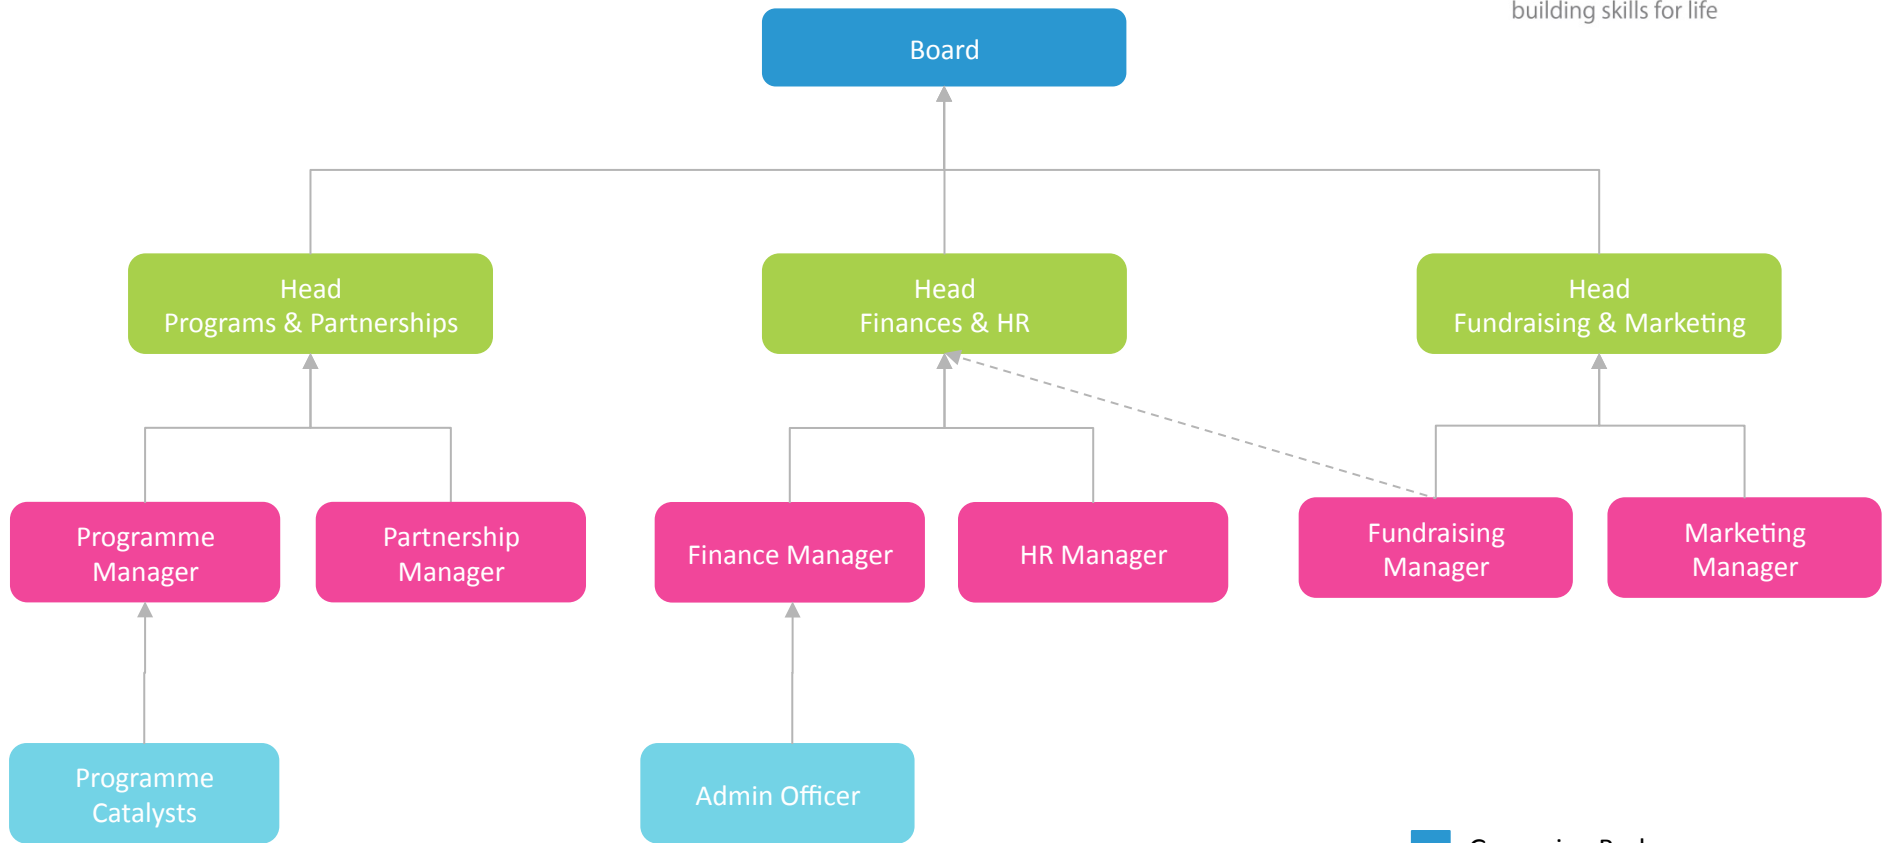 building skills for life
Board
Head
Programs & Partnerships
Head
Finances & HR
Head
Fundraising & Marketing
Programme
Manager
Partnership
Manager
Finance Manager
HR Manager
Fundraising
Manager
Marketing
Manager
Programme
Catalysts
Admin Officer